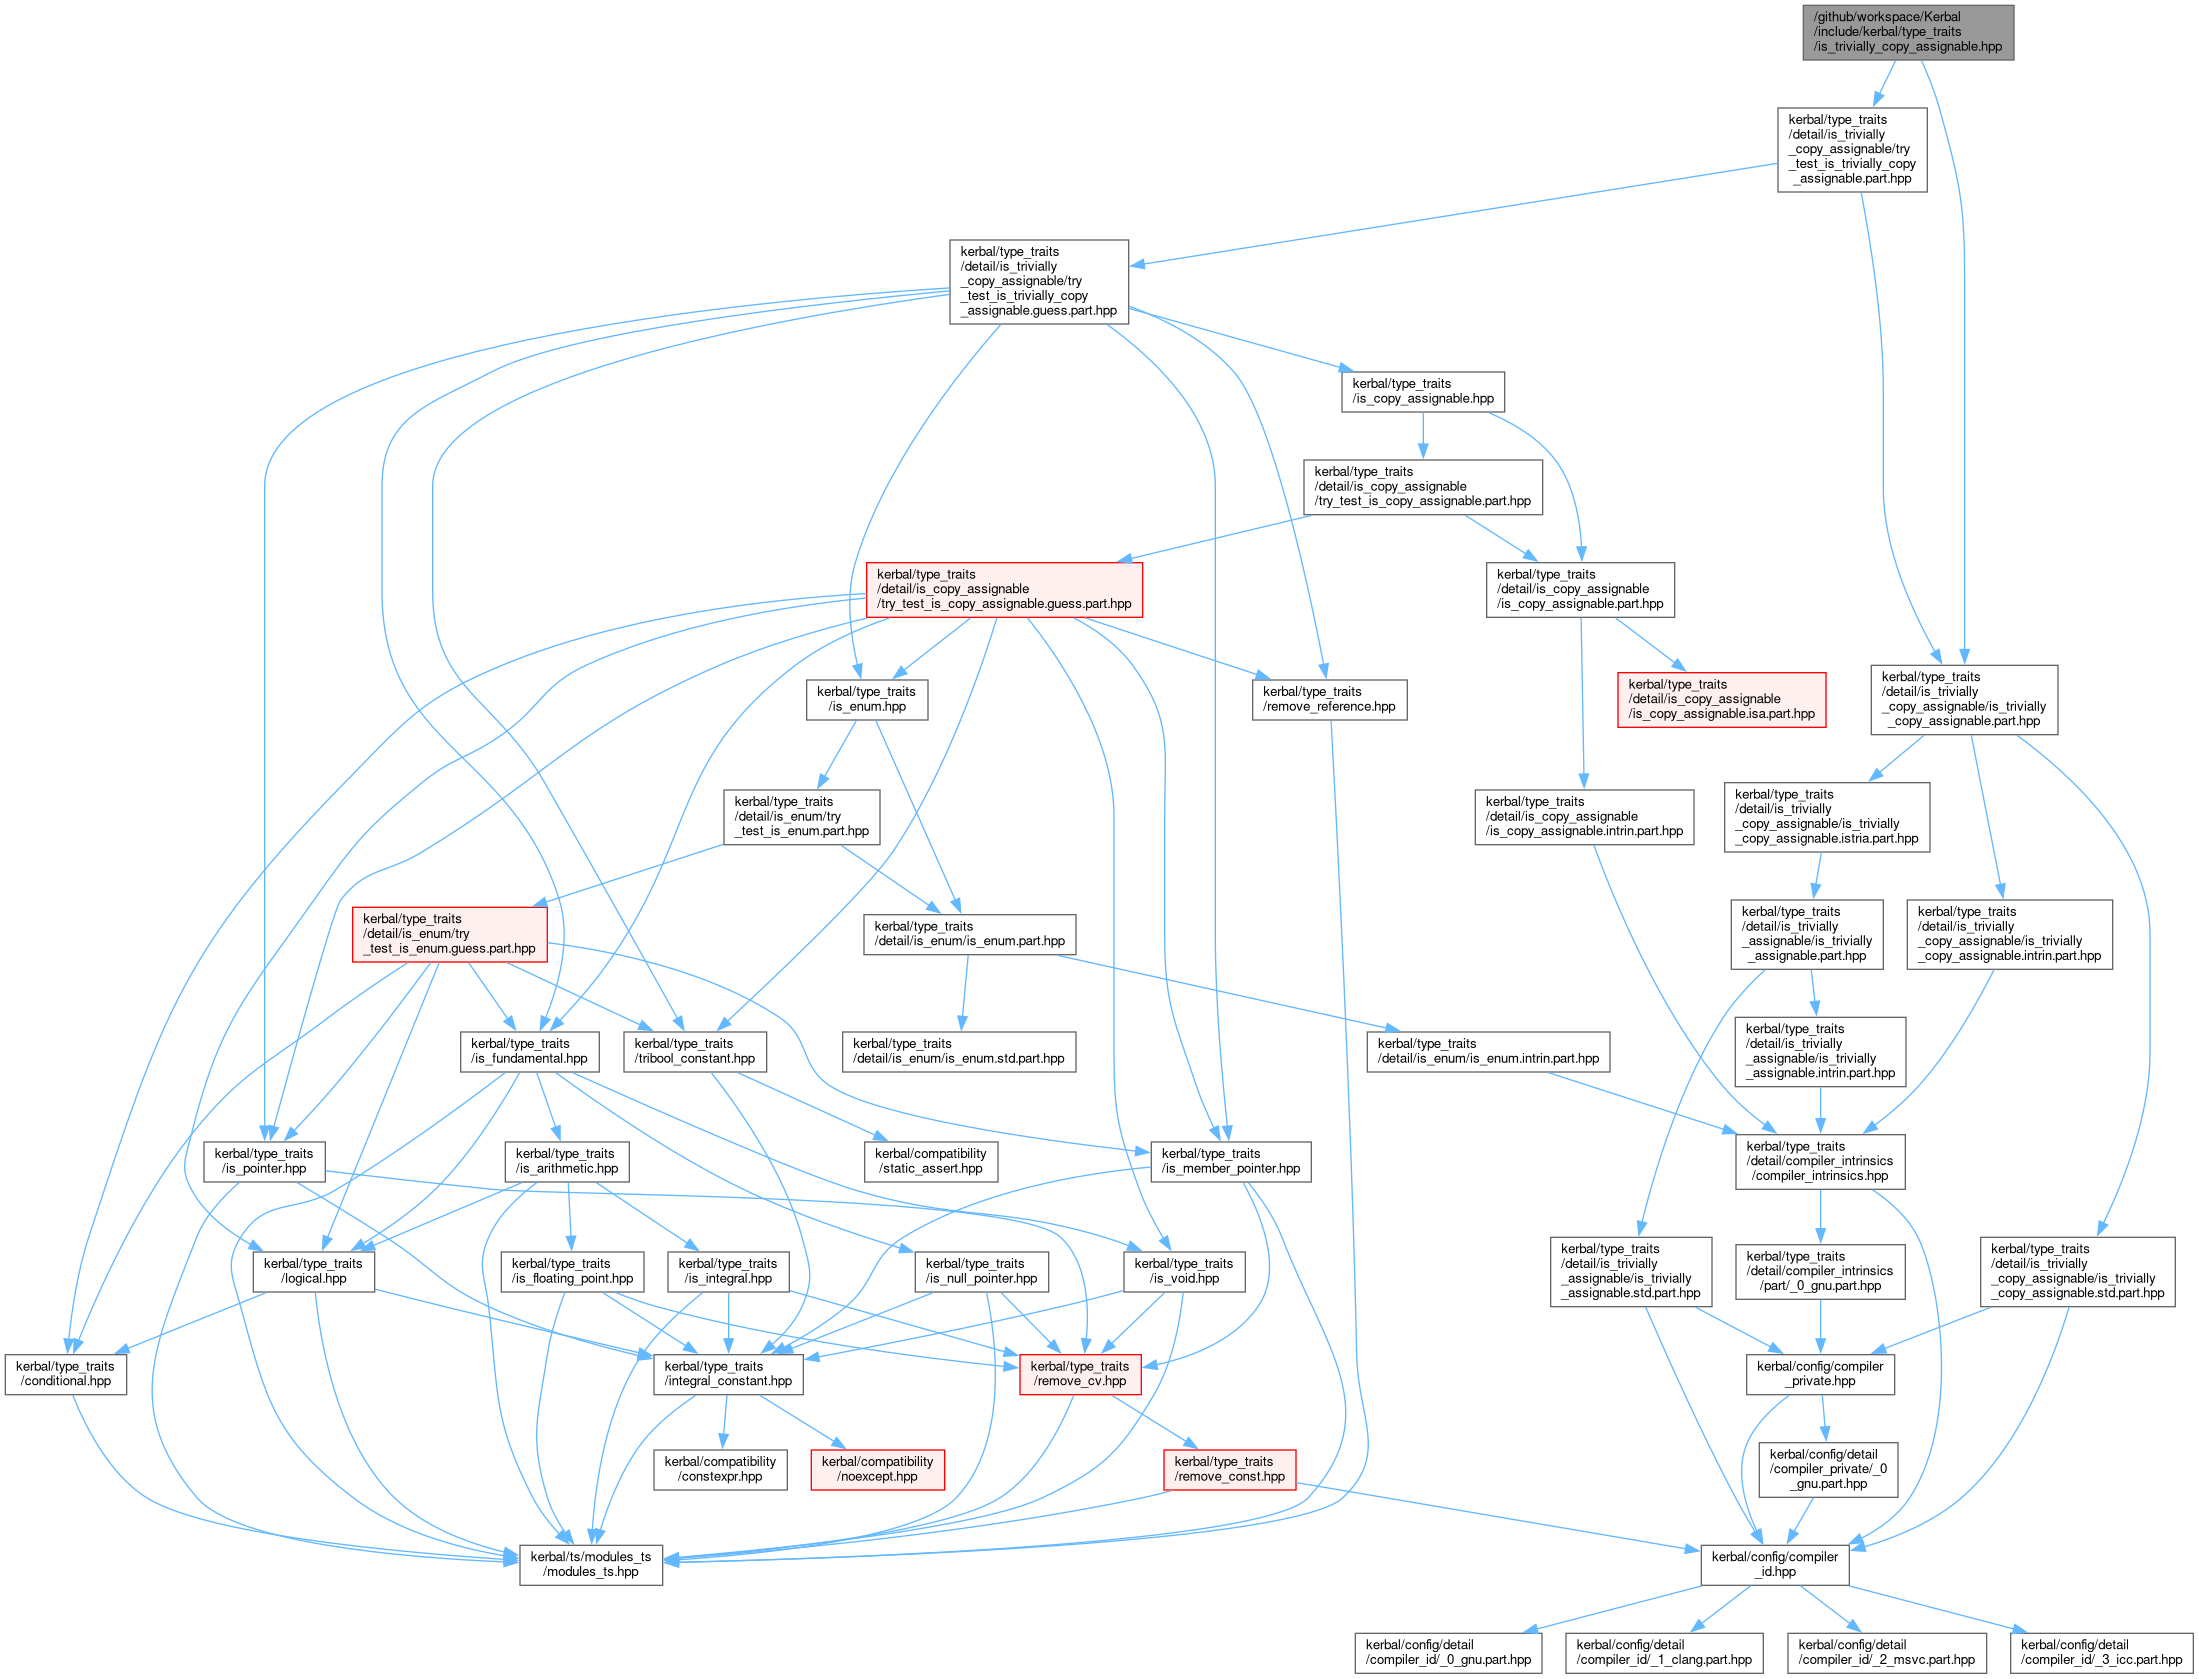 /github/workspace/Kerbal
/include/kerbal/type_traits
/is_trivially_copy_assignable.hpp
kerbal/type_traits
/detail/is_trivially
_copy_assignable/try
_test_is_trivially_copy
_assignable.part.hpp
kerbal/type_traits
/detail/is_trivially
_copy_assignable/try
_test_is_trivially_copy
_assignable.guess.part.hpp
kerbal/type_traits
/is_copy_assignable.hpp
kerbal/type_traits
/detail/is_copy_assignable
/try_test_is_copy_assignable.part.hpp
kerbal/type_traits
/detail/is_copy_assignable
/try_test_is_copy_assignable.guess.part.hpp
kerbal/type_traits
/detail/is_copy_assignable
/is_copy_assignable.part.hpp
kerbal/type_traits
/is_enum.hpp
kerbal/type_traits
/remove_reference.hpp
kerbal/type_traits
/detail/is_copy_assignable
/is_copy_assignable.isa.part.hpp
kerbal/type_traits
/detail/is_trivially
_copy_assignable/is_trivially
_copy_assignable.part.hpp
kerbal/type_traits
/detail/is_enum/try
_test_is_enum.part.hpp
kerbal/type_traits
/detail/is_copy_assignable
/is_copy_assignable.intrin.part.hpp
kerbal/type_traits
/detail/is_trivially
_copy_assignable/is_trivially
_copy_assignable.istria.part.hpp
kerbal/type_traits
/detail/is_enum/try
_test_is_enum.guess.part.hpp
kerbal/type_traits
/detail/is_enum/is_enum.part.hpp
kerbal/type_traits
/detail/is_trivially
_assignable/is_trivially
_assignable.part.hpp
kerbal/type_traits
/detail/is_trivially
_copy_assignable/is_trivially
_copy_assignable.intrin.part.hpp
kerbal/type_traits
/is_fundamental.hpp
kerbal/type_traits
/tribool_constant.hpp
kerbal/type_traits
/detail/is_enum/is_enum.std.part.hpp
kerbal/type_traits
/detail/is_enum/is_enum.intrin.part.hpp
kerbal/type_traits
/detail/is_trivially
_assignable/is_trivially
_assignable.intrin.part.hpp
kerbal/type_traits
/is_pointer.hpp
kerbal/type_traits
/is_arithmetic.hpp
kerbal/compatibility
/static_assert.hpp
kerbal/type_traits
/is_member_pointer.hpp
kerbal/type_traits
/detail/compiler_intrinsics
/compiler_intrinsics.hpp
kerbal/type_traits
/logical.hpp
kerbal/type_traits
/is_floating_point.hpp
kerbal/type_traits
/is_integral.hpp
kerbal/type_traits
/is_null_pointer.hpp
kerbal/type_traits
/is_void.hpp
kerbal/type_traits
/detail/is_trivially
_assignable/is_trivially
_assignable.std.part.hpp
kerbal/type_traits
/detail/compiler_intrinsics
/part/_0_gnu.part.hpp
kerbal/type_traits
/detail/is_trivially
_copy_assignable/is_trivially
_copy_assignable.std.part.hpp
kerbal/type_traits
/conditional.hpp
kerbal/type_traits
/integral_constant.hpp
kerbal/type_traits
/remove_cv.hpp
kerbal/config/compiler
_private.hpp
kerbal/compatibility
/constexpr.hpp
kerbal/compatibility
/noexcept.hpp
kerbal/type_traits
/remove_const.hpp
kerbal/config/detail
/compiler_private/_0
_gnu.part.hpp
kerbal/ts/modules_ts
/modules_ts.hpp
kerbal/config/compiler
_id.hpp
kerbal/config/detail
/compiler_id/_0_gnu.part.hpp
kerbal/config/detail
/compiler_id/_1_clang.part.hpp
kerbal/config/detail
/compiler_id/_2_msvc.part.hpp
kerbal/config/detail
/compiler_id/_3_icc.part.hpp